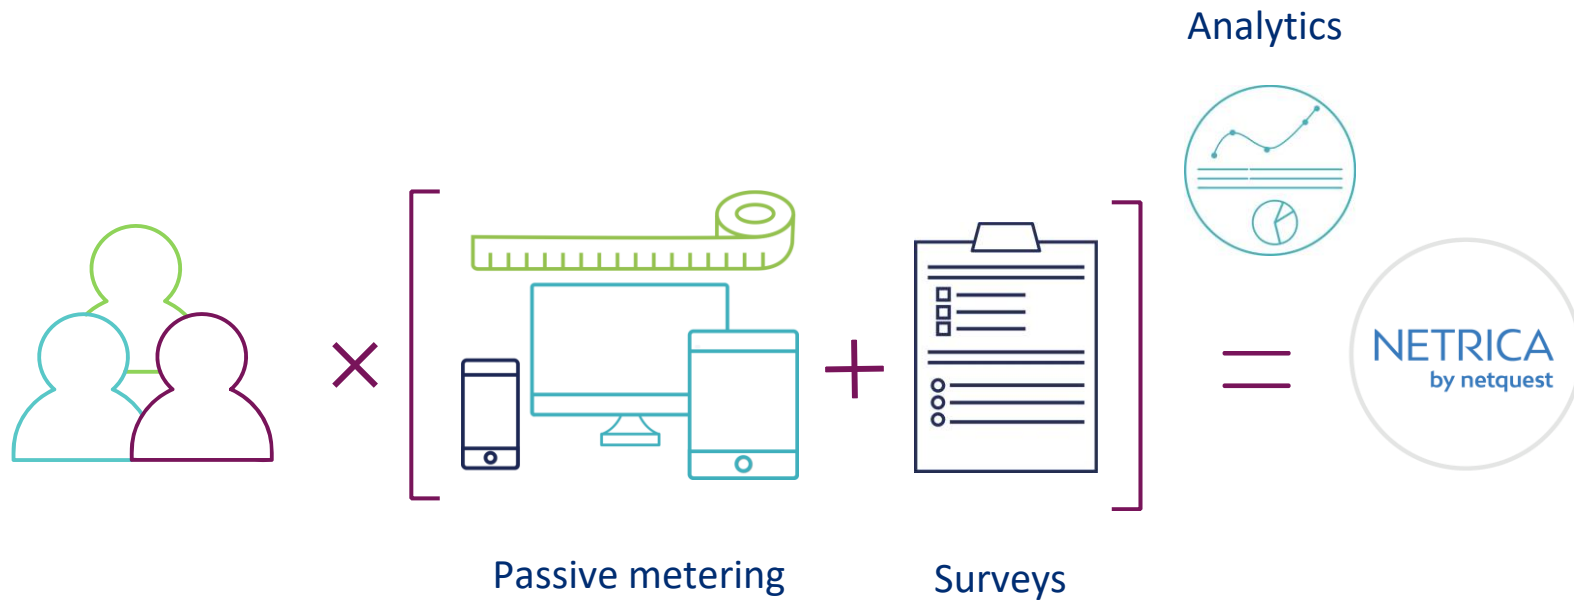 Analytics
NETRICA
by netquest
Passive metering
Surveys